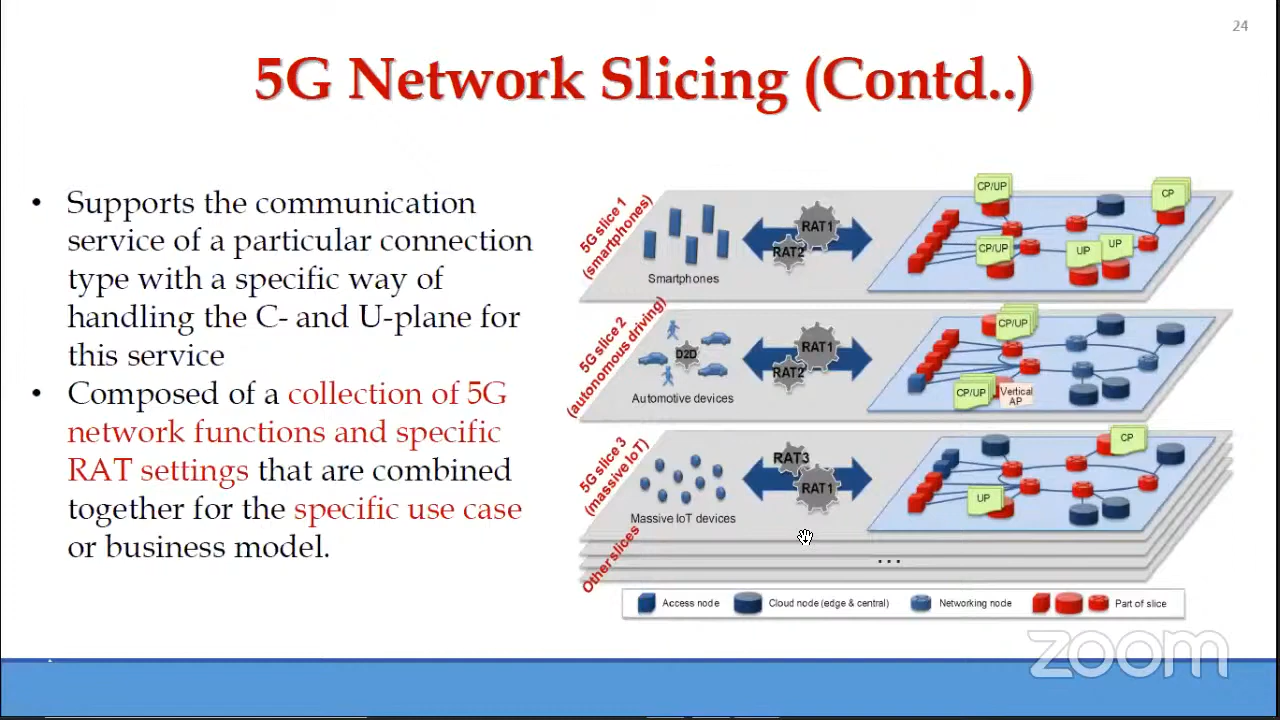 24
5G Network Slicing (Contd..)
• Supports the communication
service of a particular connection
type with a specific way of
handling the C- and U-plane for
this service
• Composed of a collection of 5G
network functions and specific
RAT settings that are combined
together for the specific use case
or business model.
5G slice 1
(smartphones)
Smartphones
RAT1
RAT2
CP/UP
CP
CP/UP
UP
UP
5G slice 2
(autonomous driving)
D2D
Automotive devices
RAT1
RAT2
CP/UP
CP/UP
Vertical
AP
5G slice 3
(massive IoT)
Massive IoT devices
RAT3
RAT1
CP
UP
Other slices
...
Access node
Cloud node (edge & central)
Networking node
Part of slice
zoom